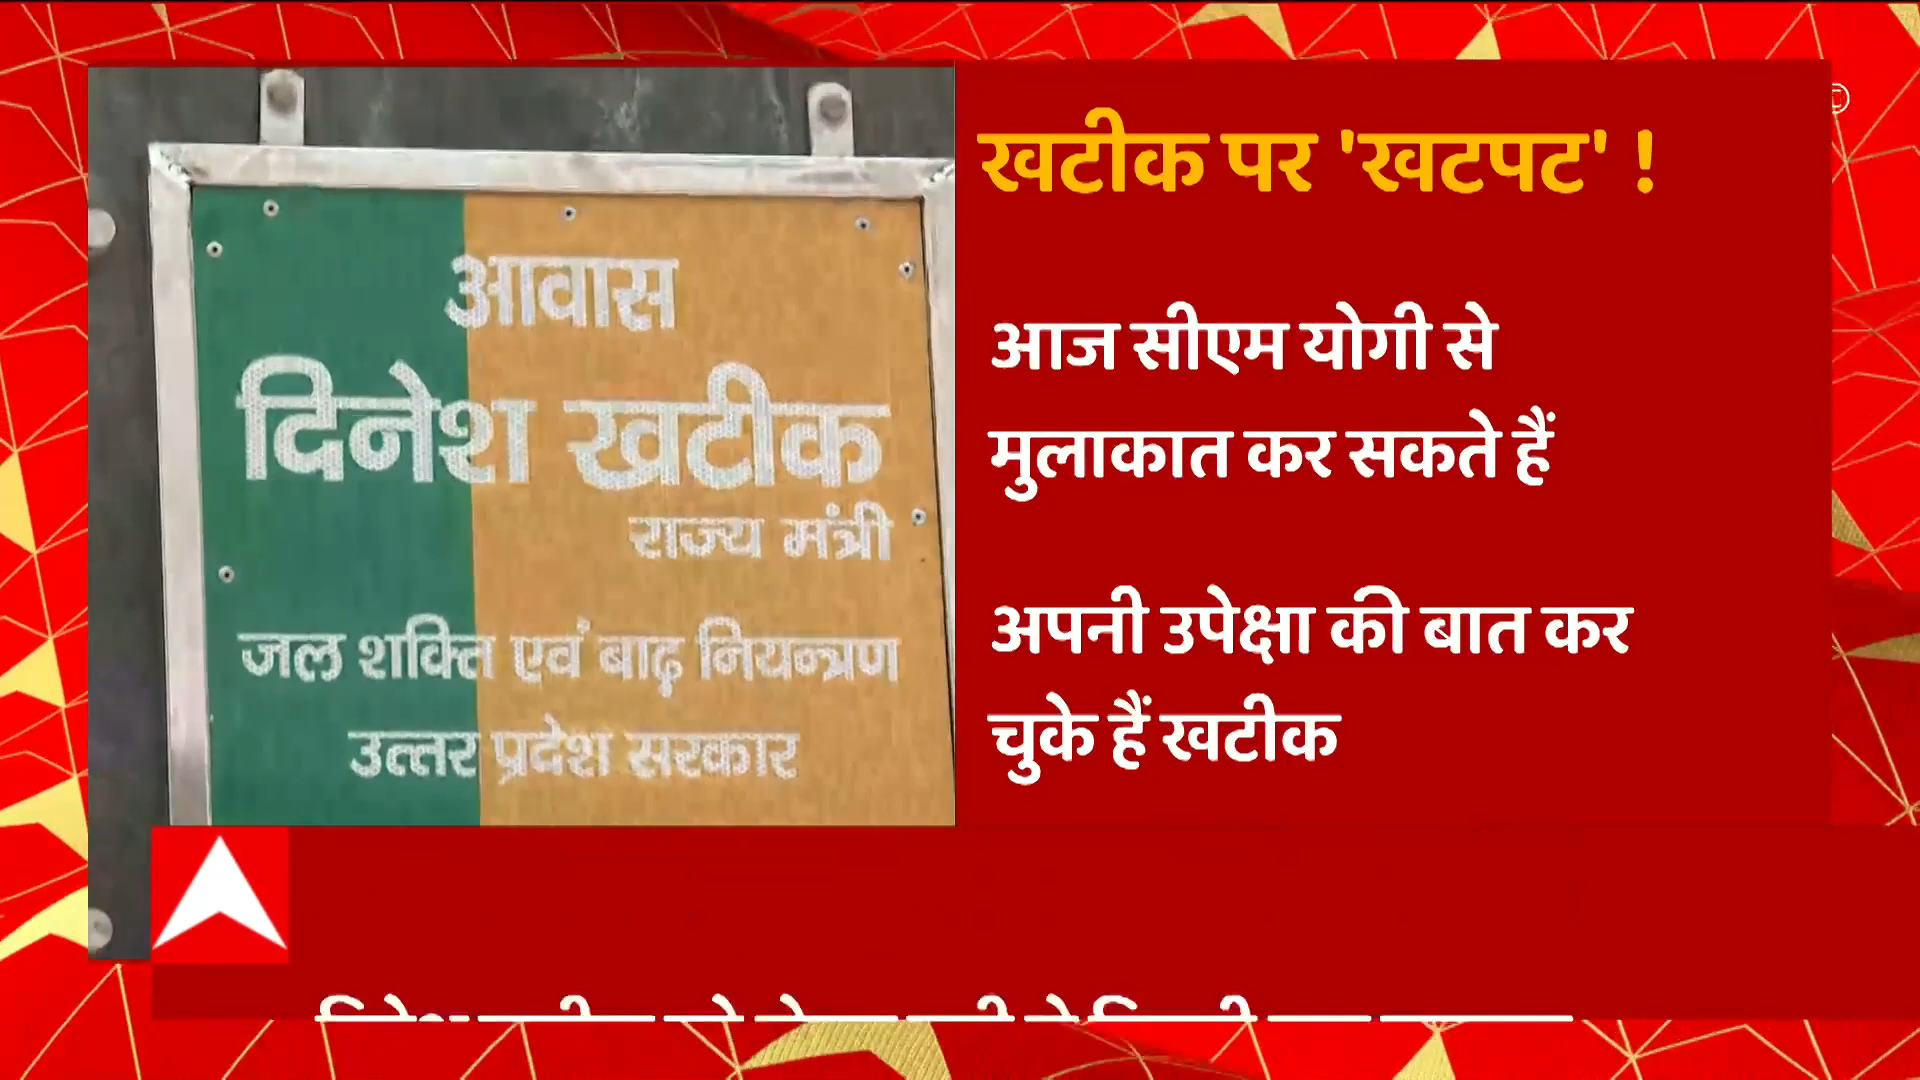 आवास
दिनेश खटीक
राज्य मंत्री
जल शक्ति एवं बाढ़ नियन्त्रण
उत्तर प्रदेश सरकार
खटीक पर 'खटपट' !
आज सीएम योगी से
मुलाकात कर सकते हैं
अपनी उपेक्षा की बात कर
चुके हैं खटीक
©